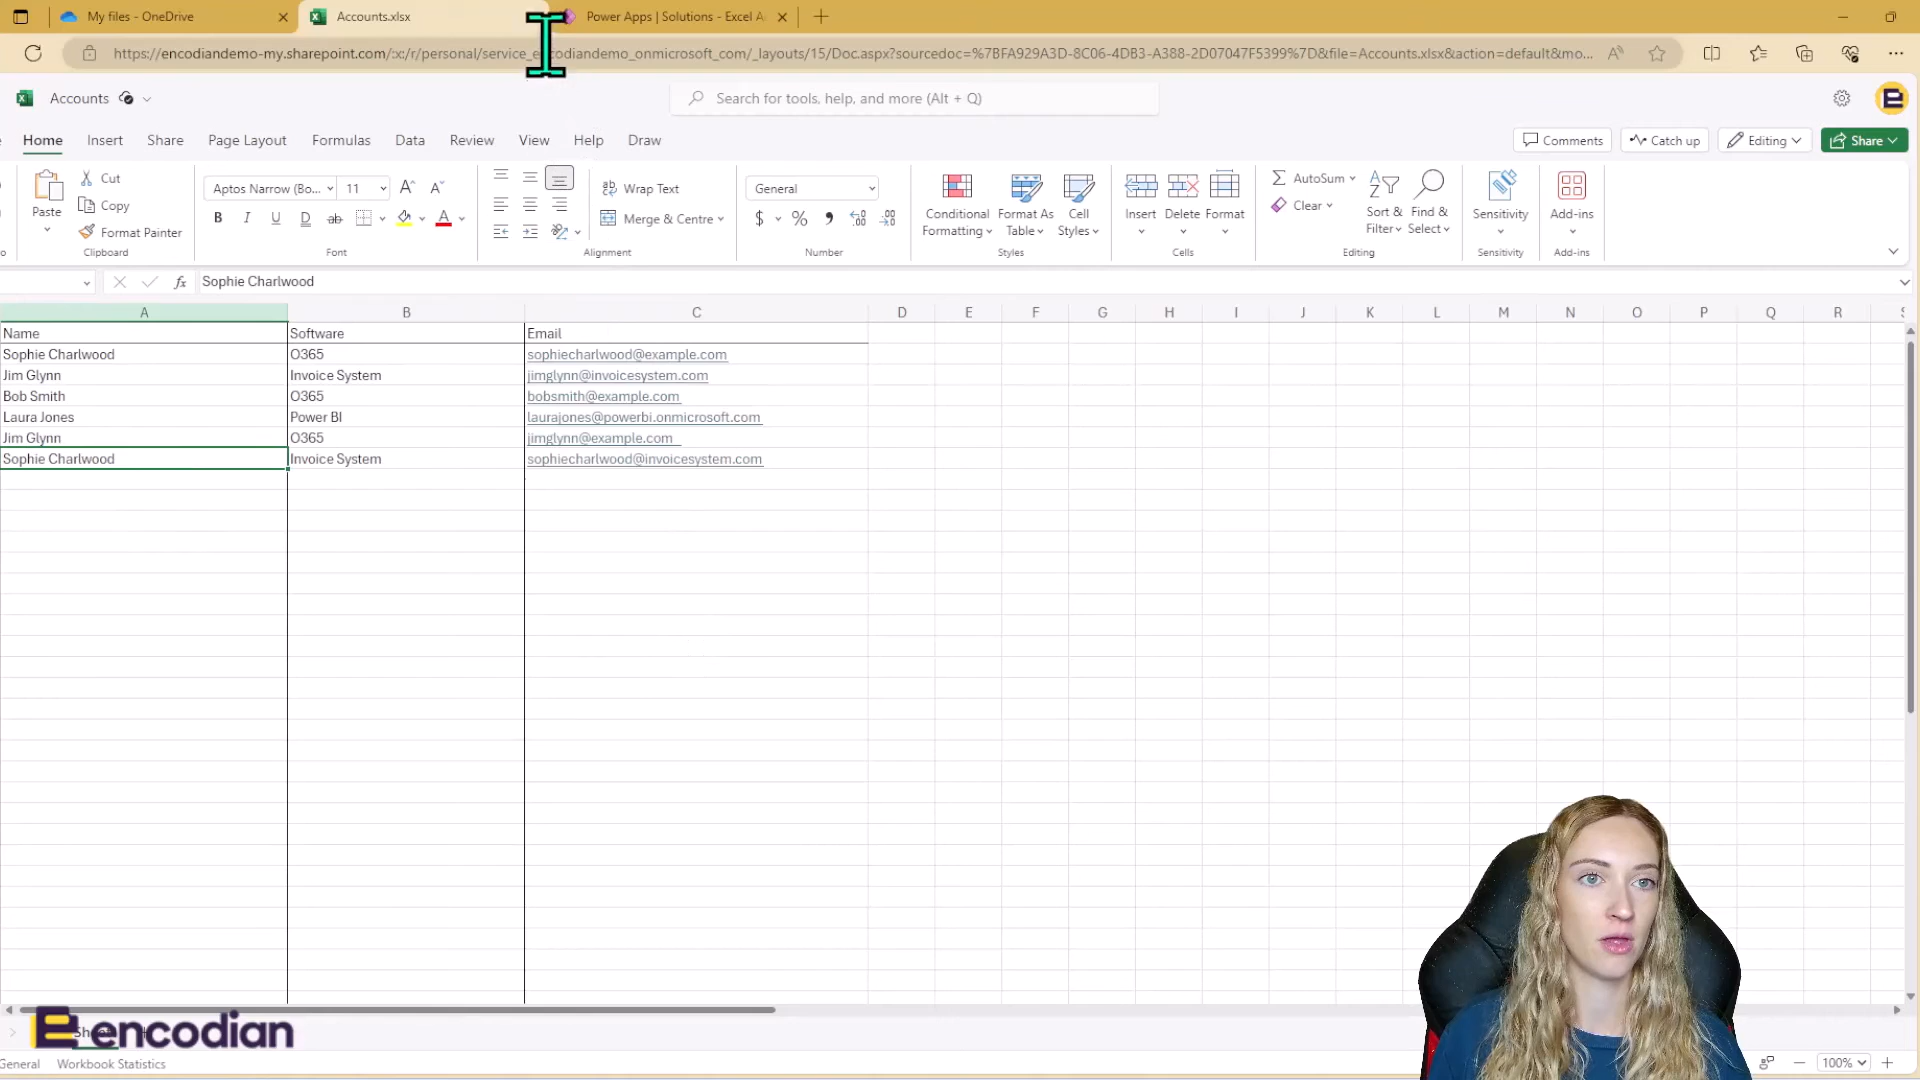 My files - OneDrive
Accounts.xlsx
Power Apps | Solutions - Excel A
https://encodiandemo-my.sharepoint.com/:x:/r/personal/service_encodiandemo_onmicrosoft_com/_layouts/15/Doc.aspx?sourcedoc=%7BFA929A3D-8C06-4DB3-A388-2D07047F5399%7D&file=Accounts.xlsx&action=default&mo...
Accounts
Search for tools, help, and more (Alt + Q)
Home Insert Share Page Layout Formulas Data Review View Help Draw
Comments Catch up Editing Share
Paste
Cut
Copy
Format Painter
Clipboard
Aptos Narrow (Bo... 11
Font
Wrap Text
Merge & Centre
Alignment
General
Number
Conditional Formatting
Format As Table
Cell Styles
Styles
Insert Delete Format
Cells
AutoSum
Clear
Sort & Filter
Find & Select
Editing
Sensitivity
Sensitivity
Add-ins
Add-ins
fx Sophie Charlwood
A B C D E F G H I J K L M N O P Q R
Name Software Email
Sophie Charlwood O365 sophiecharlwood@example.com
Jim Glynn Invoice System jimglynn@invoicesystem.com
Bob Smith O365 bobsmith@example.com
Laura Jones Power BI laurajones@powerbi.onmicrosoft.com
Jim Glynn O365 jimglynn@example.com
Sophie Charlwood Invoice System sophiecharlwood@invoicesystem.com
encodian
General Workbook Statistics
100%